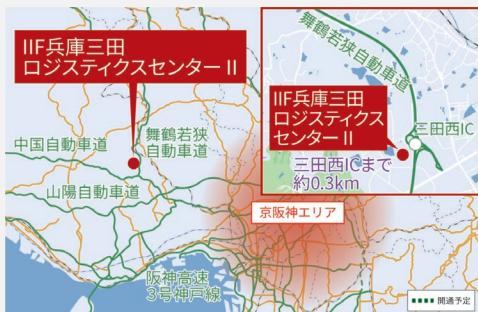 IIF兵庫三田
ロジスティクスセンターⅡ
中国自動車道
舞鶴若狭
自動車道
山陽自動車道
阪神高速
3号神戸線
京阪神エリア
舞鶴若狭自動車道
IIF兵庫三田
ロジスティクス
センターⅡ
三田西IC
三田西ICまで
約0.3km
開通予定